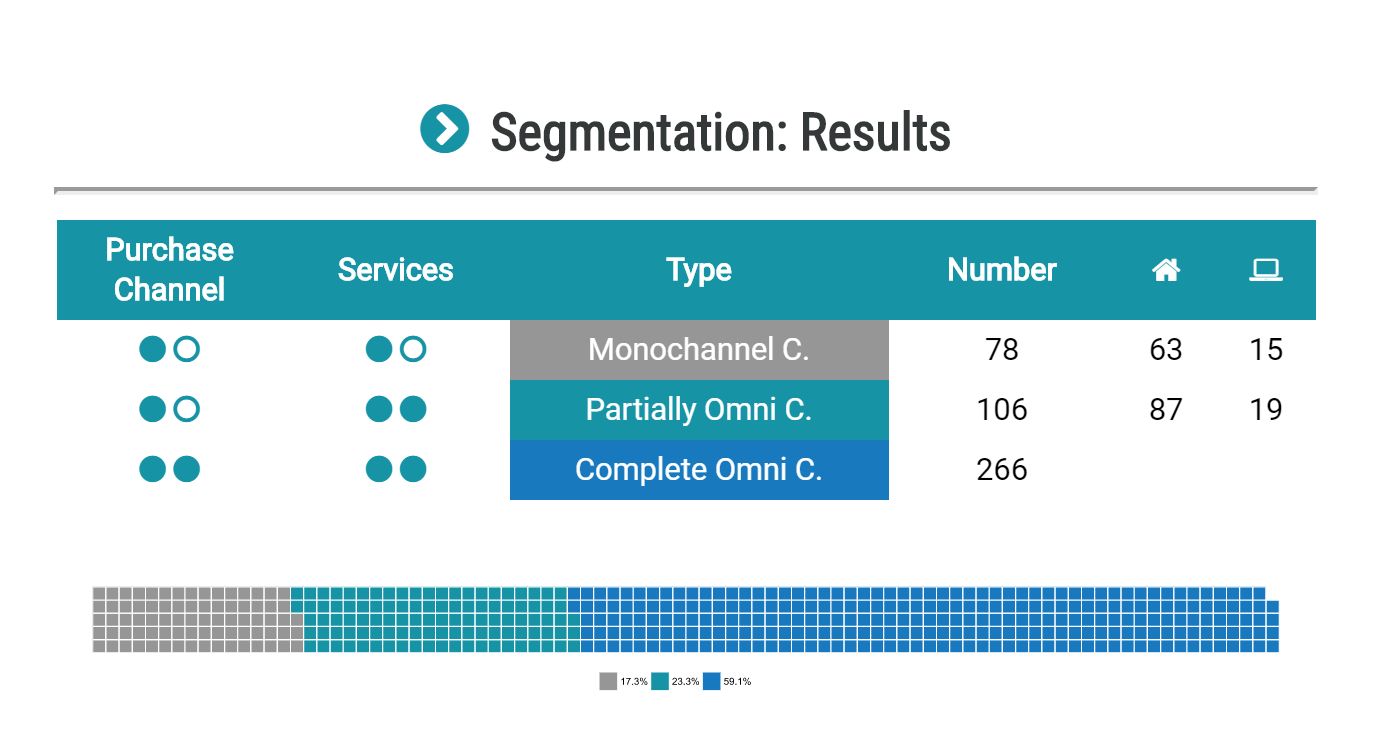 Segmentation: Results
Purchase Channel Services Type Number
Monochannel C. 78 63 15
Partially Omni C. 106 87 19
Complete Omni C. 266
17.3% 23.3% 59.1%